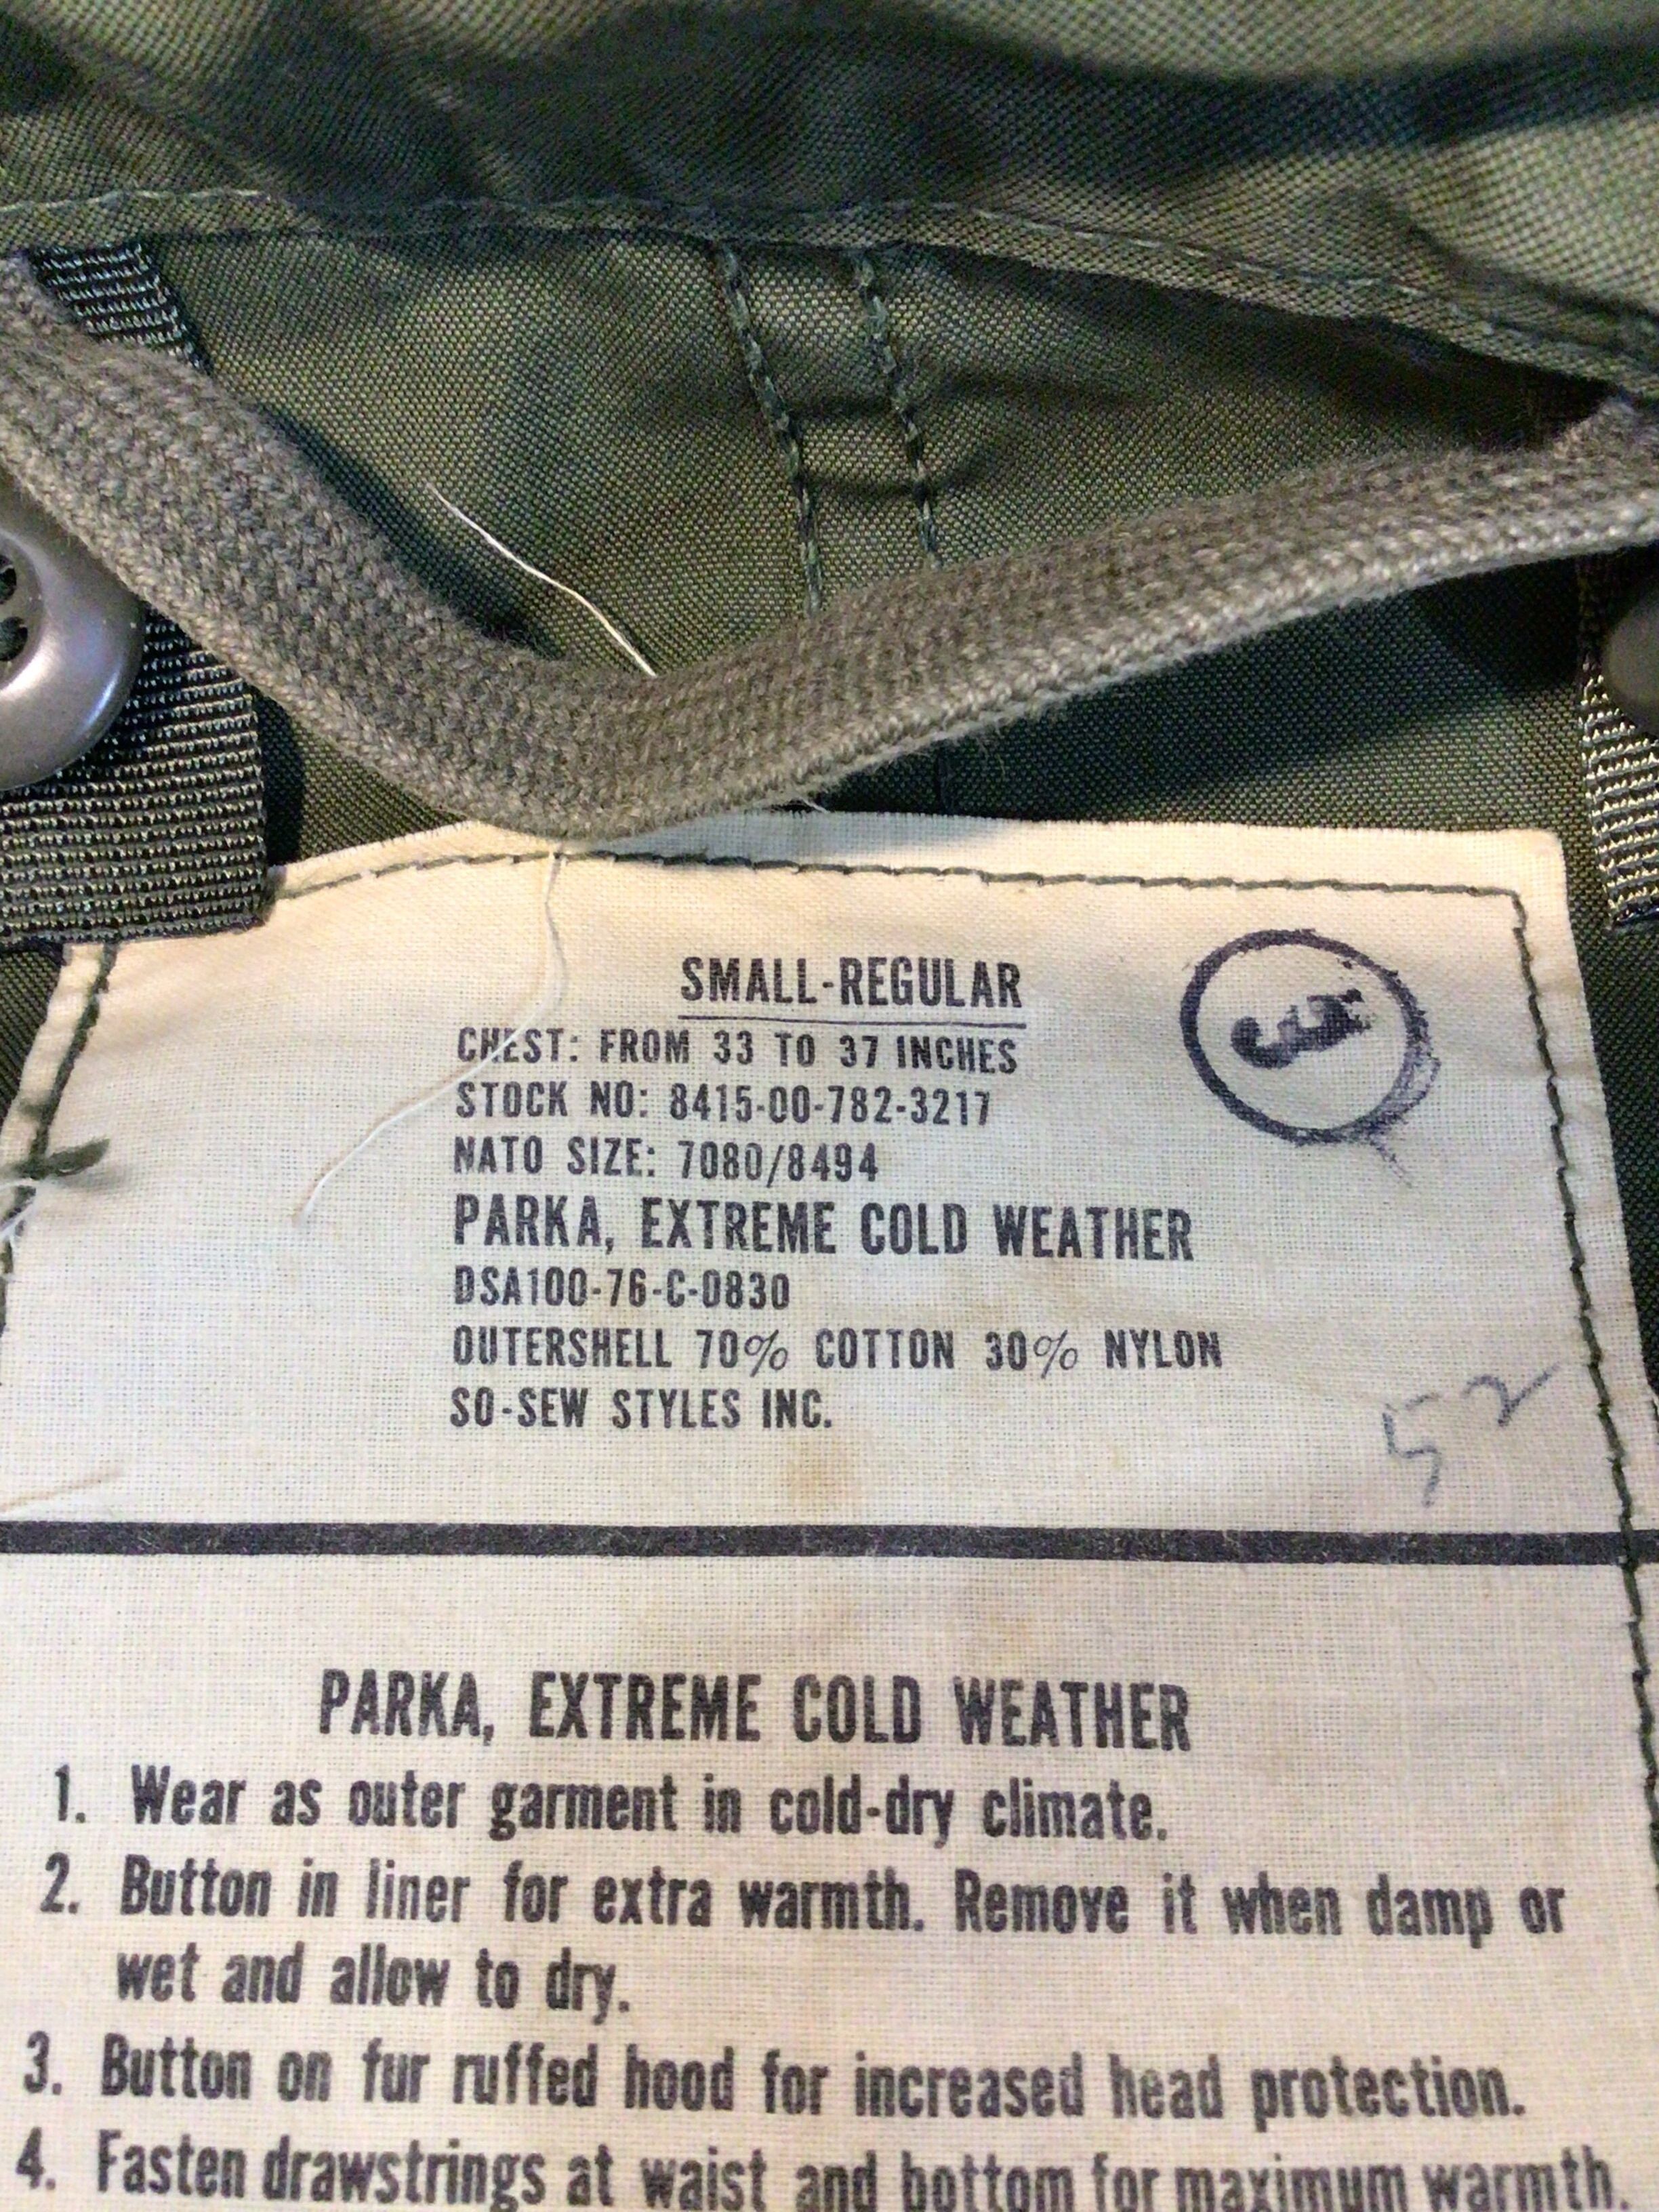 SMALL-REGULAR
CHEST: FROM 33 TO 37 INCHES
STOCK NO: 8415-00-782-3217
NATO SIZE: 7080/8494
PARKA, EXTREME COLD WEATHER
DSA100-76-C-0830
OUTERSHELL 70% COTTON 30% NYLON
SO-SEW STYLES INC.
52
PARKA, EXTREME COLD WEATHER
1. Wear as outer garment in cold-dry climate.
2. Button in liner for extra warmth. Remove it when damp or
wet and allow to dry.
3. Button on fur ruffed hood for increased head protection.
4. Fasten drawstrings at waist and bottom for maximum warmth.